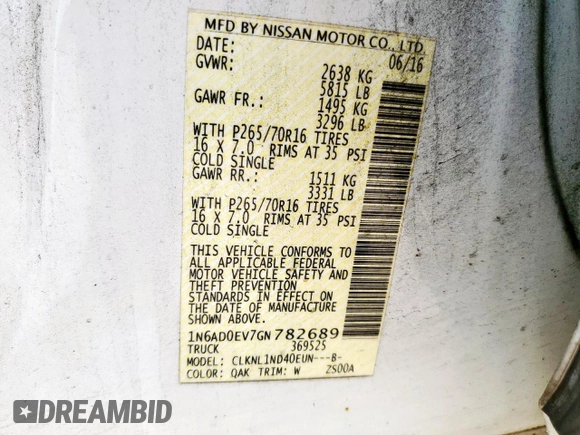 MFD BY NISSAN MOTOR CO., LTD.
DATE: 06/16
GVWR: 2638 KG
5815 LB
GAWR FR.: 1495 KG
3296 LB
WITH P265/70R16 TIRES
16 X 7.0 RIMS AT 35 PSI
COLD SINGLE
GAWR RR.: 1511 KG
3331 LB
WITH P265/70R16 TIRES
16 X 7.0 RIMS AT 35 PSI
COLD SINGLE
THIS VEHICLE CONFORMS TO
ALL APPLICABLE FEDERAL
MOTOR VEHICLE SAFETY AND
THEFT PREVENTION
STANDARDS IN EFFECT ON
THE DATE OF MANUFACTURE
SHOWN ABOVE.
1N6AD0EV7GN782689
TRUCK 369525
MODEL: CLKNL1ND40EUN---B-
COLOR: QAK TRIM: W ZS00A
DREAMBID